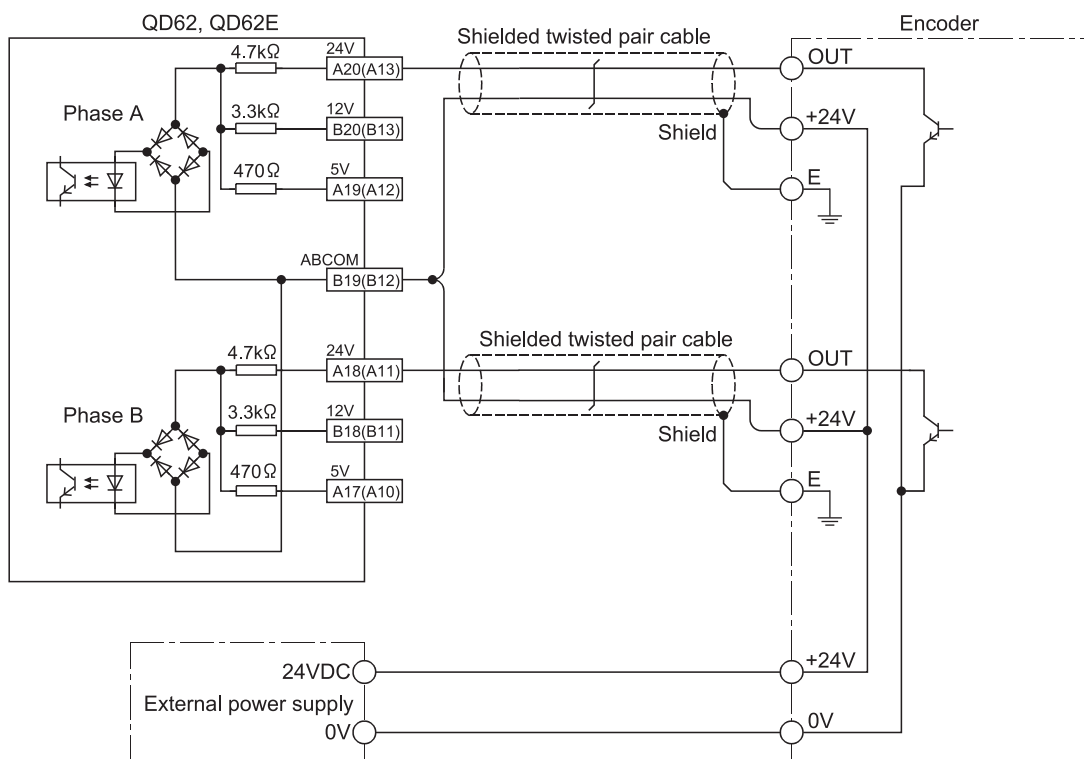 QD62, QD62E
Encoder
4.7kΩ
24V
A20(A13)
Shielded twisted pair cable
OUT
Phase A
3.3kΩ
12V
B20(B13)
Shield
+24V
470Ω
5V
A19(A12)
E
ABCOM
B19(B12)
4.7kΩ
24V
A18(A11)
Shielded twisted pair cable
OUT
Phase B
3.3kΩ
12V
B18(B11)
Shield
+24V
470Ω
5V
A17(A10)
E
24VDC
+24V
External power supply
0V
0V